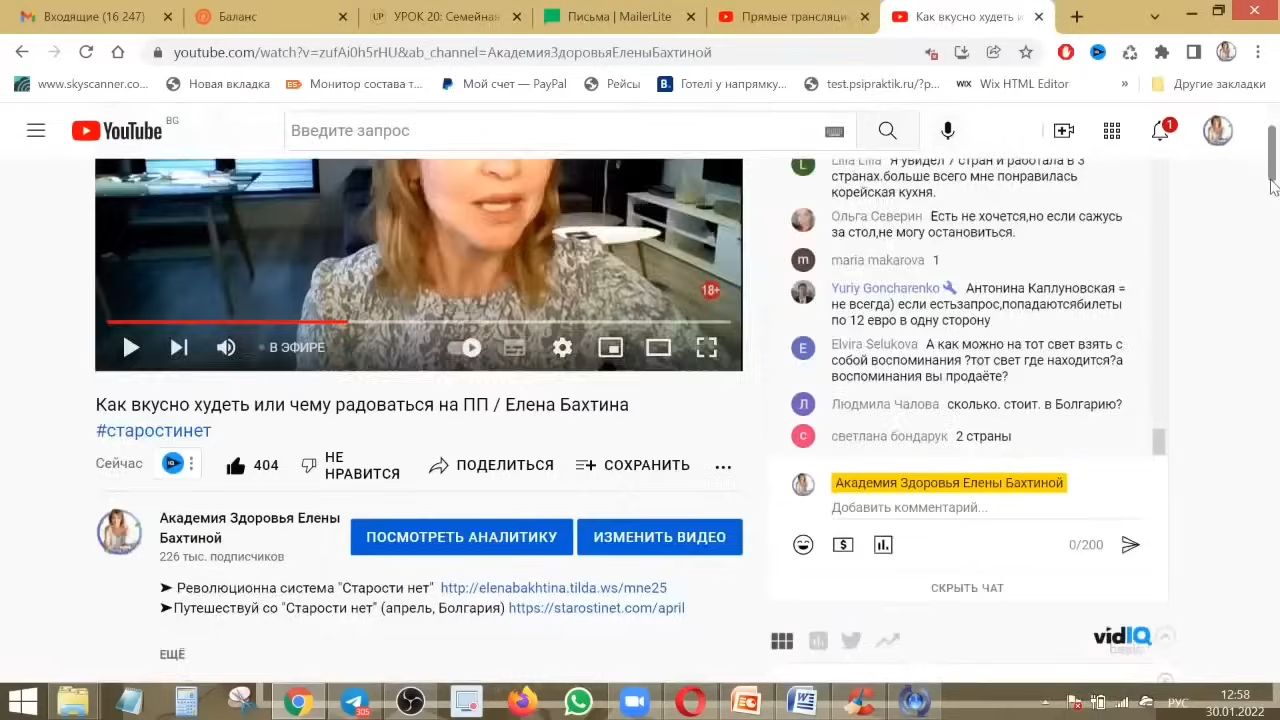 Входящие (16 247)
Баланс
УРОК 20: Семейная
Письма | MailerLite
Прямые трансляци
Как вкусно худеть и
youtube.com/watch?v=zufAi0h5rHU&ab_channel=АкадемияЗдоровьяЕленыБахтиной
www.skyscanner.co...
Новая вкладка
Монитор состава т...
Мой счет — PayPal
Рейсы
Готелі у напрямку...
test.psipraktik.ru/?p...
WIX Wix HTML Editor
»
Другие закладки
YouTube BG
Введите запрос
1
Lilia Lilia Я увидел 7 стран и работала в 3
странах.больше всего мне понравилась
корейская кухня.
Ольга Северин Есть не хочется,но если сажусь
за стол,не могу остановиться.
maria makarova 1
Yuriy Goncharenko Антонина Каплуновская =
не всегда) если естьзапрос,попадаютсябилеты
по 12 евро в одну сторону
Elvira Selukova А как можно на тот свет взять с
собой воспоминания ?тот свет где находится?а
воспоминания вы продаёте?
Людмила Чалова сколько. стоит. в Болгарию?
светлана бондарук 2 страны
18+
В ЭФИРЕ
Как вкусно худеть или чему радоваться на ПП / Елена Бахтина
#старостинет
Сейчас
404
НЕ
НРАВИТСЯ
ПОДЕЛИТЬСЯ
СОХРАНИТЬ
Академия Здоровья Елены
Бахтиной
226 тыс. подписчиков
ПОСМОТРЕТЬ АНАЛИТИКУ
ИЗМЕНИТЬ ВИДЕО
➤ Революционна система "Старости нет" http://elenabakhtina.tilda.ws/mne25
➤Путешествуй со "Старости нет" (апрель, Болгария) https://starostinet.com/april
ЕЩЁ
Академия Здоровья Елены Бахтиной
Добавить комментарий...
0/200
СКРЫТЬ ЧАТ
vidIQ
basic
305
РУС
12:58
30.01.2022